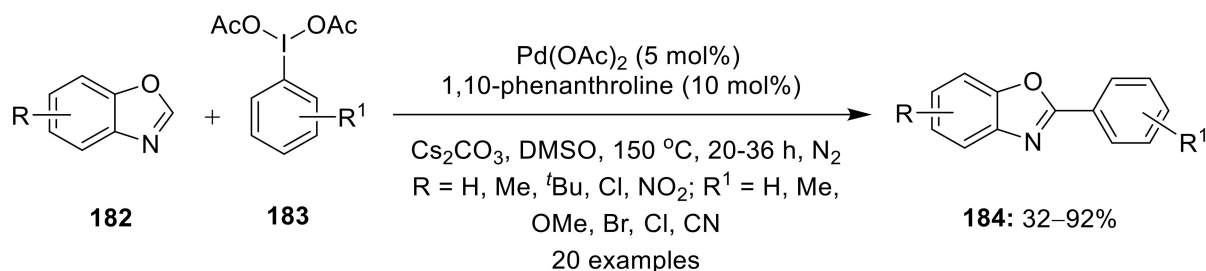 AcO
OAc
I
Pd(OAc)2 (5 mol%)
1,10-phenanthroline (10 mol%)
R
O
N
+
R1
Cs2CO3, DMSO, 150 oC, 20-36 h, N2
R = H, Me, tBu, Cl, NO2; R1 = H, Me,
OMe, Br, Cl, CN
20 examples
R
O
N
R1
182
183
184: 32–92%